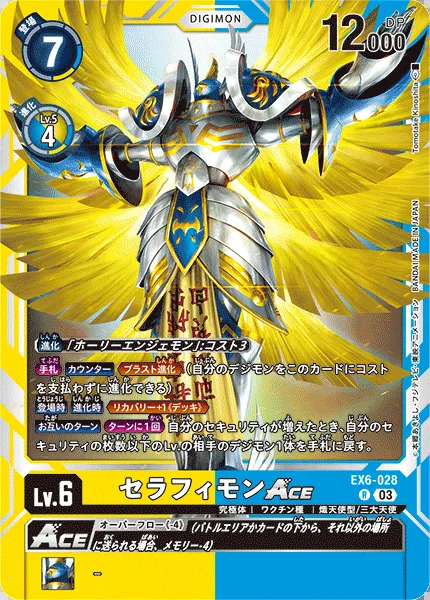 DIGIMON
登場
7
12000
DP
Lv.5
進化
4
Tomotake Kinoshita
©本郷あきよし・フジテレビ・東映アニメーション BANDAI MADE IN JAPAN
進化 「ホーリーエンジェモン」:コスト3
手札 カウンター ブラスト進化 (自分のデジモンをこのカードにコスト
を支払わずに進化できる)
登場時 進化時 リカバリー+1《デッキ》
お互いのターン ターンに1回 自分のセキュリティが増えたとき、自分のセ
キュリティの枚数以下のLv.の相手のデジモン1体を手札に戻す。
EX6-028
R 03
Lv.6
セラフィモンACE
究極体 | ワクチン種 | 熾天使型/三大天使
ACE
オーバーフロー《-4》 (バトルエリアかカードの下から、それ以外の場所
に送られる場合、メモリー-4)
-